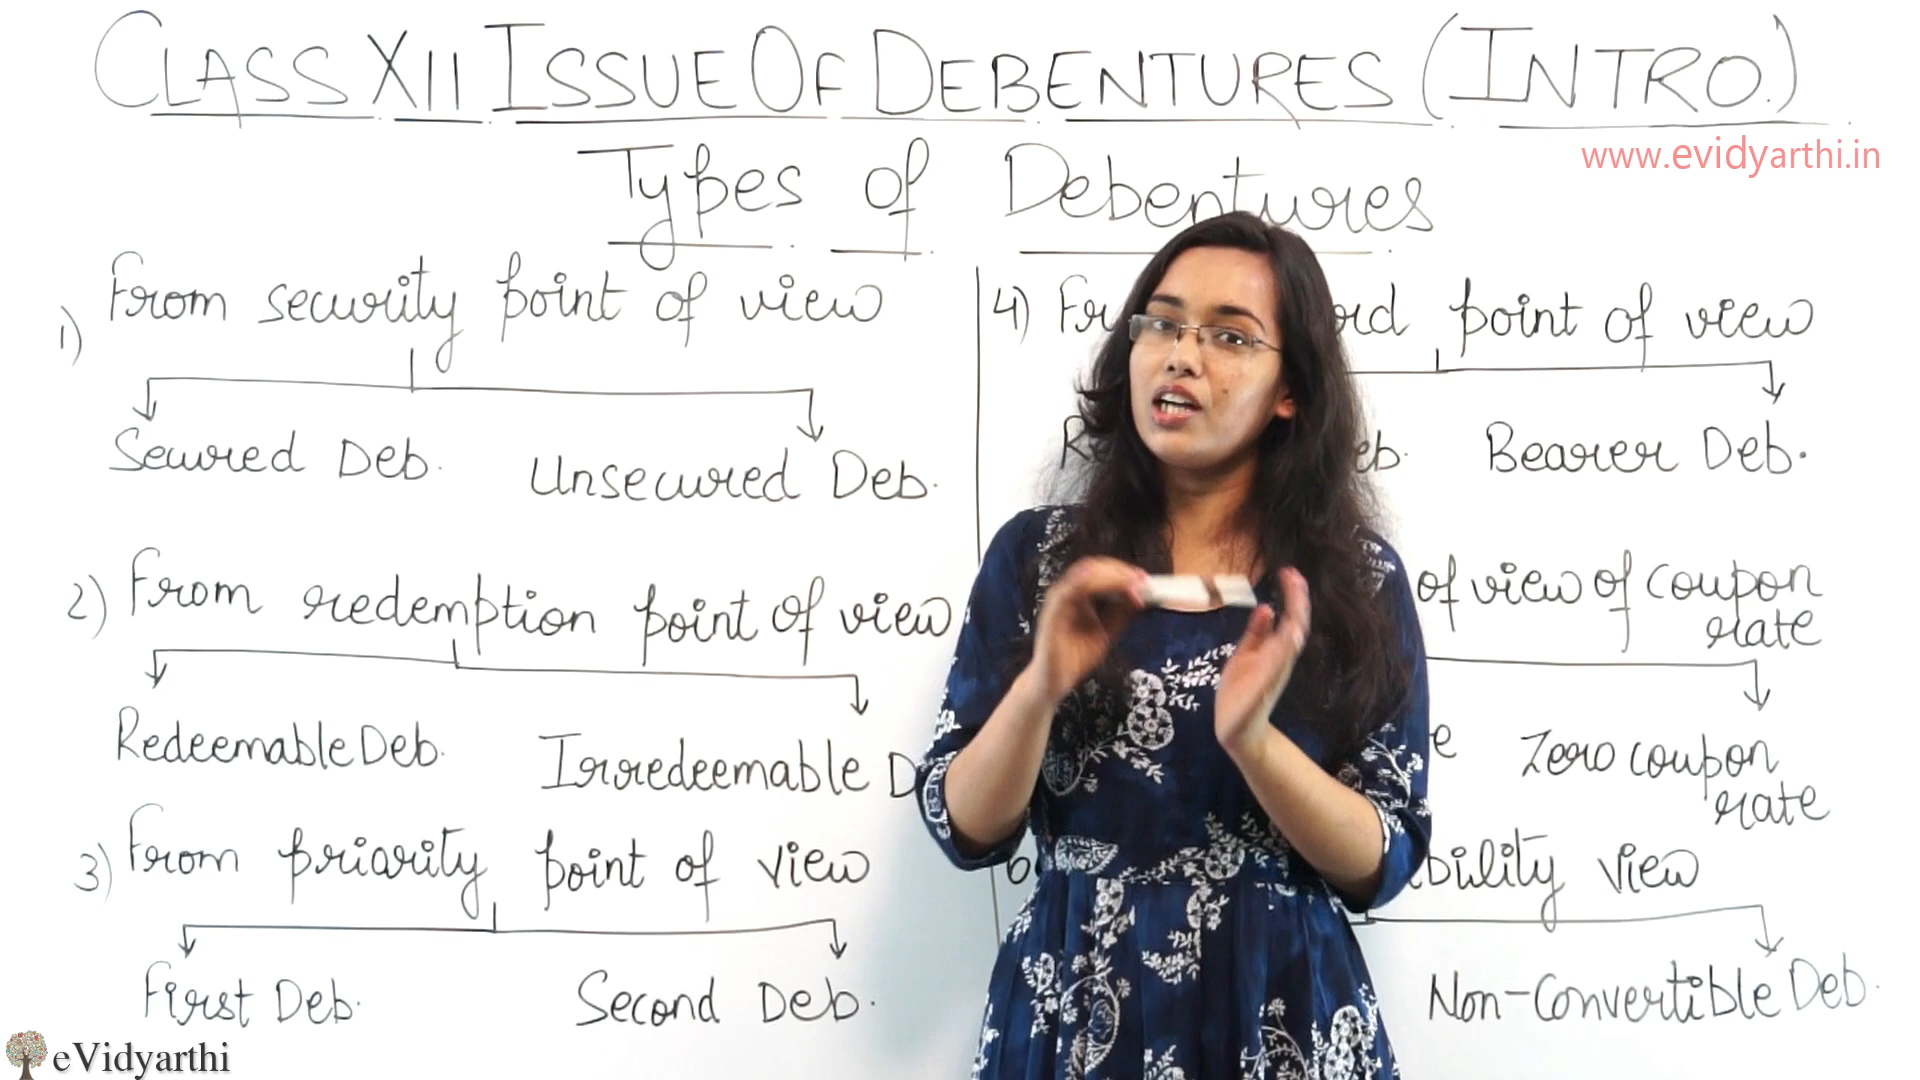 CLASS XII ISSUE OF DEBENTURES (INTRO.)
www.evidyarthi.in
Types of Debentures
1) From security point of view
Secured Deb.
Unsecured Deb.
2) From redemption point of view
Redeemable Deb.
Irredeemable D
3) From priority point of view
First Deb.
Second Deb.
4) point of view
eb.
Bearer Deb.
of view of coupon
rate
e
Zero coupon
rate
6
bility view
Non-Convertible Deb.
eVidyarthi